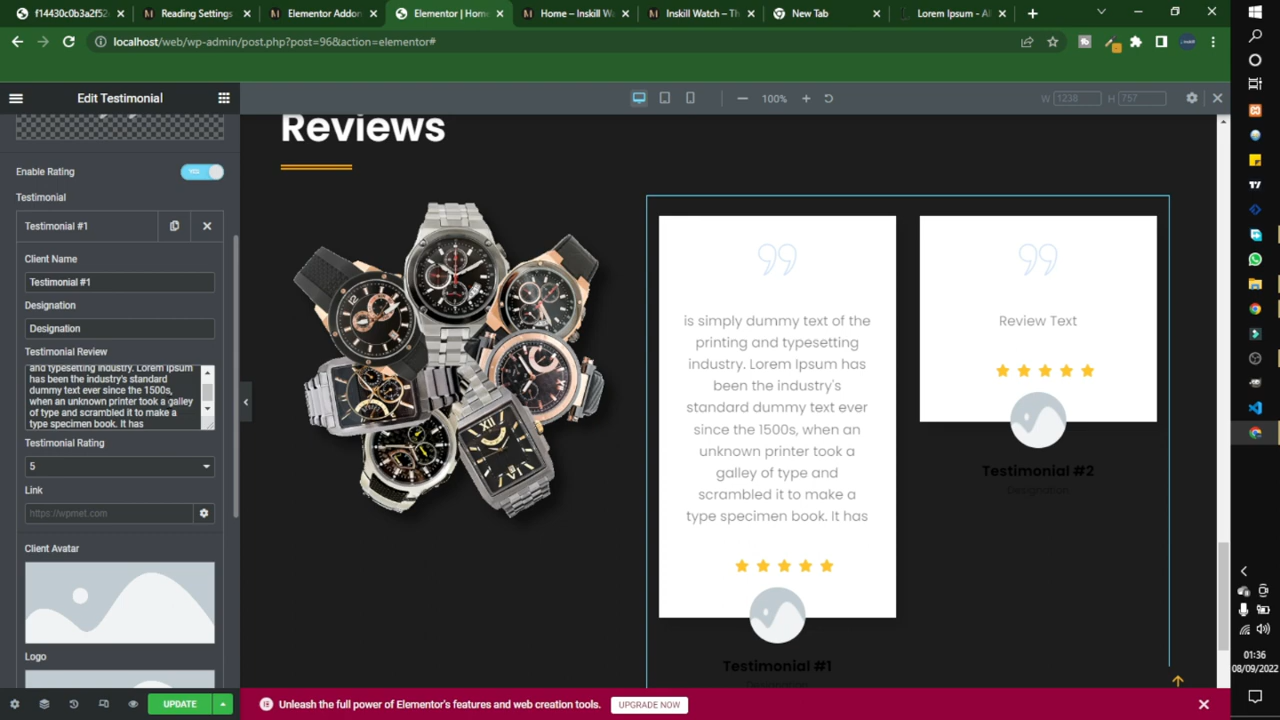 f14430c0b3a2f52
Reading Settings
Elementor Addon
Elementor | Home
Home – Inskill W
Inskill Watch – Th
New Tab
Lorem Ipsum - Al
localhost/web/wp-admin/post.php?post=96&action=elementor#
Edit Testimonial
100%
W 1238
H 757
Enable Rating
YES
Testimonial
Testimonial #1
Client Name
Testimonial #1
Designation
Designation
Testimonial Review
and typesetting industry. Lorem Ipsum
has been the industry's standard
dummy text ever since the 1500s,
when an unknown printer took a galley
of type and scrambled it to make a
type specimen book. It has
Testimonial Rating
5
Link
https://wpmet.com
Client Avatar
Logo
UPDATE
Reviews
is simply dummy text of the
printing and typesetting
industry. Lorem Ipsum has
been the industry's
standard dummy text ever
since the 1500s, when an
unknown printer took a
galley of type and
scrambled it to make a
type specimen book. It has
Testimonial #1
Designation
Review Text
Testimonial #2
Designation
Unleash the full power of Elementor's features and web creation tools.
UPGRADE NOW
01:36
08/09/2022